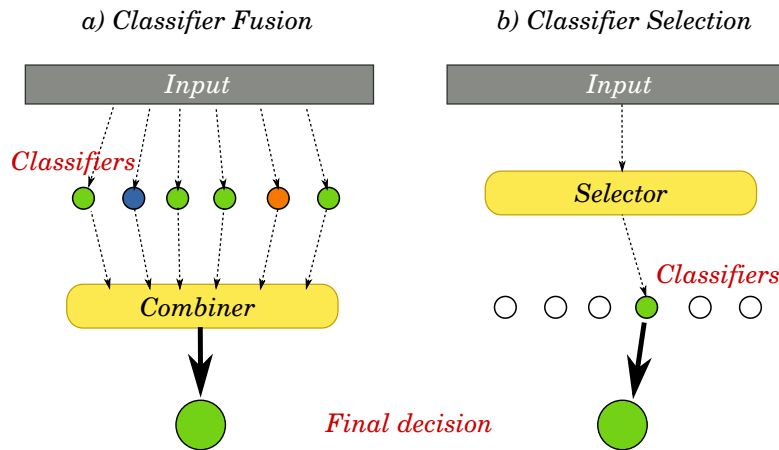 a) Classifier Fusion
b) Classifier Selection
Input
Input
Classifiers
Selector
Classifiers
Combiner
Final decision